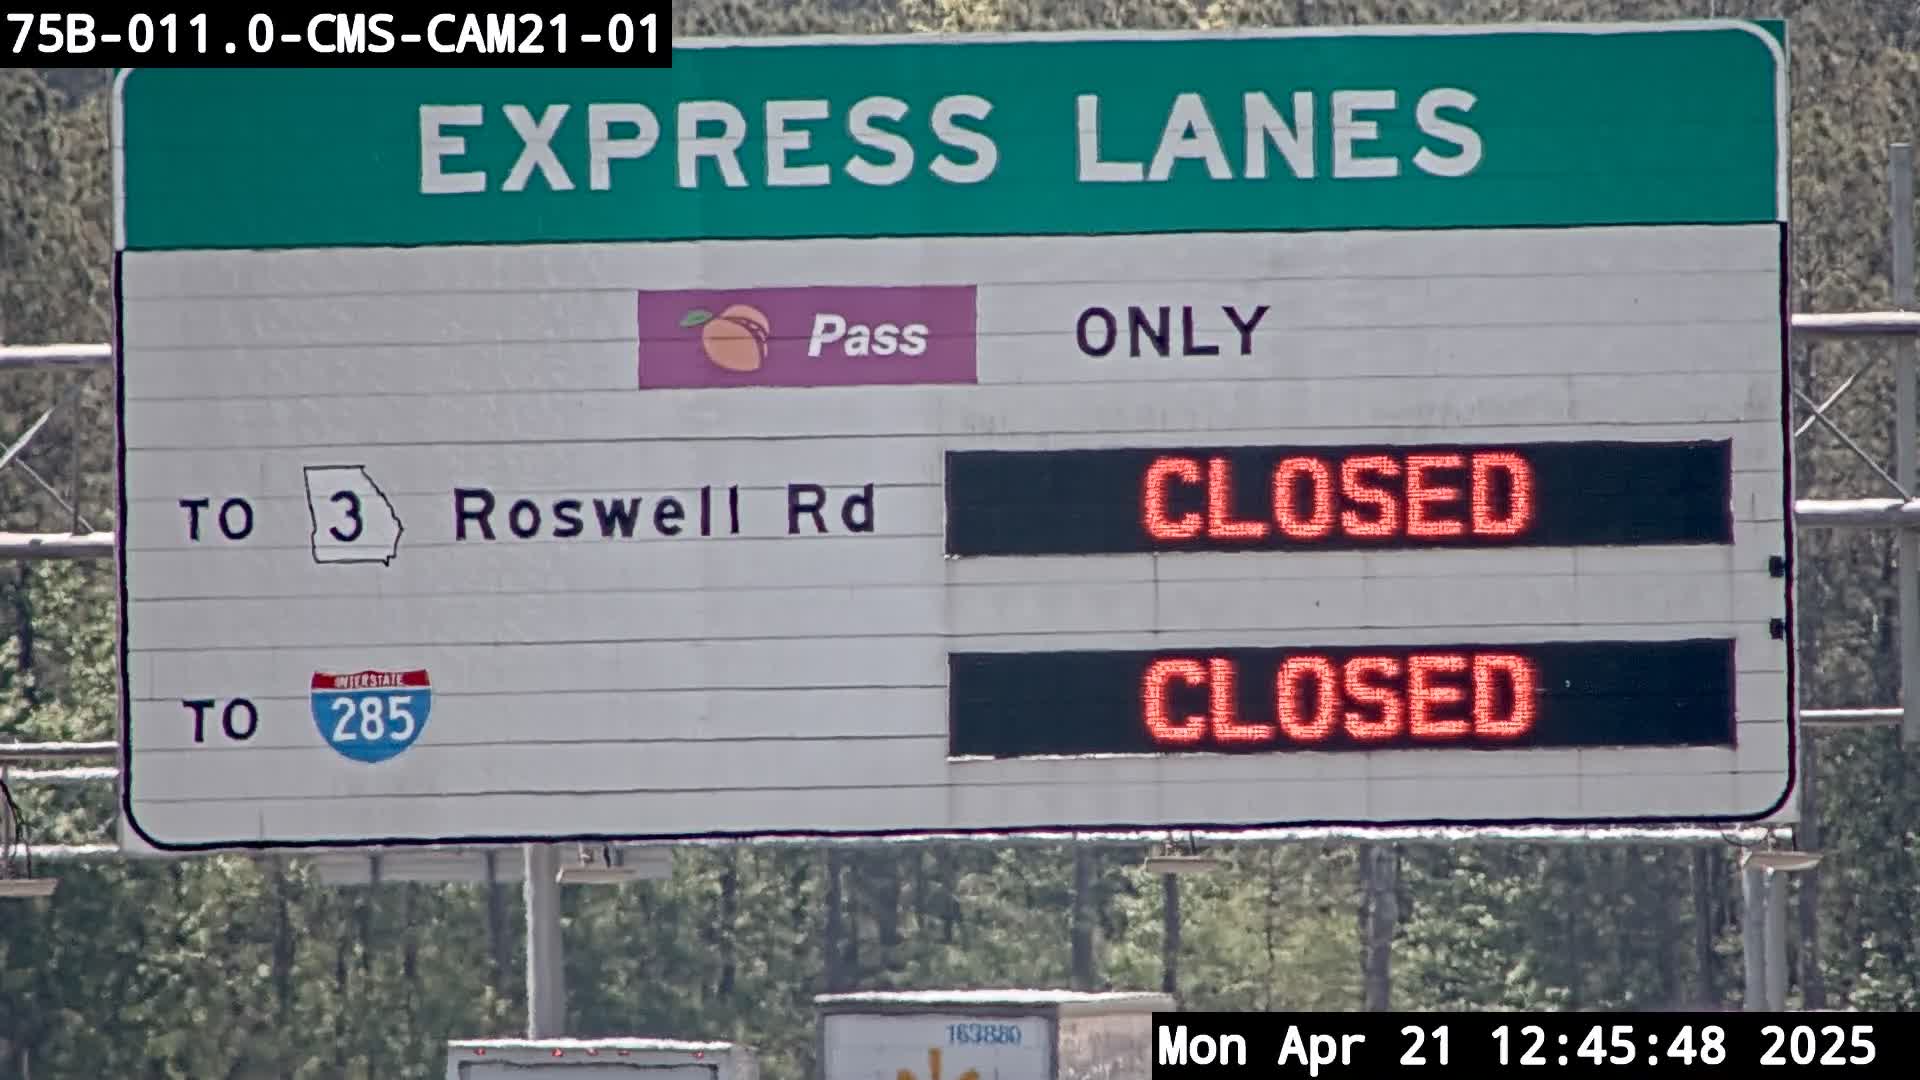 75B-011.0-CMS-CAM21-01
EXPRESS LANES
Pass ONLY
TO 3 Roswell Rd CLOSED
INTERSTATE
TO 285 CLOSED
163880
Mon Apr 21 12:45:48 2025